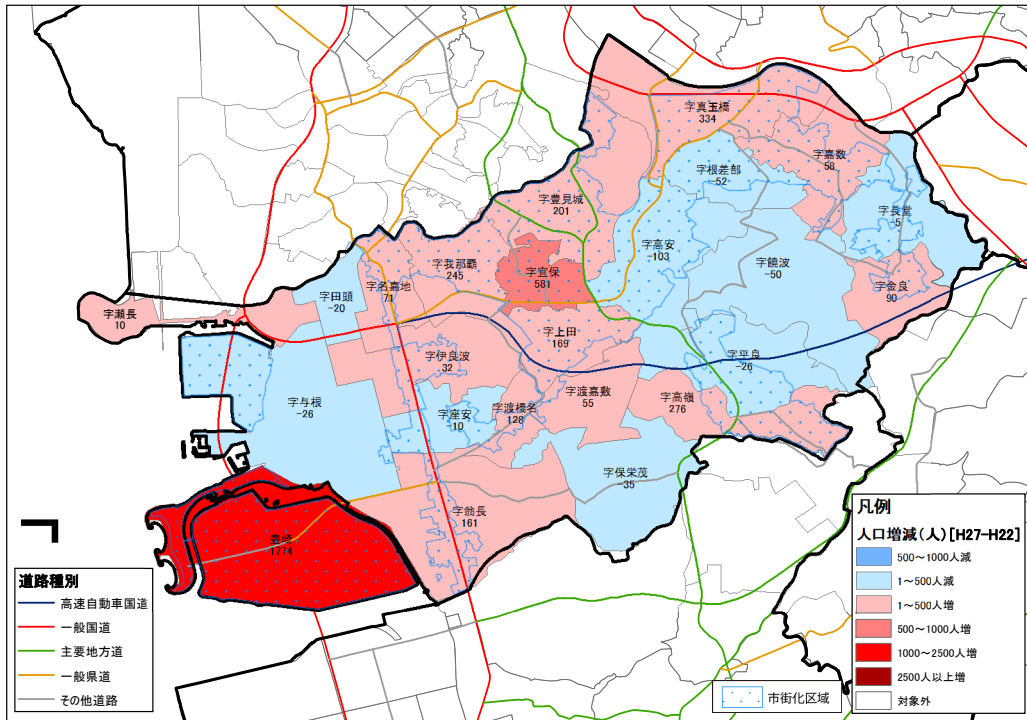 字真玉橋
334
字嘉数
58
字根差部
-52
字長堂
-5
字豊見城
201
字高安
-103
字饒波
-50
字我那覇
245
字宜保
581
字名嘉地
71
字金良
90
字田頭
-20
字瀬長
10
字上田
169
字伊良波
32
字平良
-26
字与根
-26
字座安
-10
字渡橋名
128
字渡嘉敷
55
字高嶺
276
字保栄茂
-35
字翁長
161
豊崎
1774
道路種別
高速自動車国道
一般国道
主要地方道
一般県道
その他道路
市街化区域
凡例
人口増減(人)[H27-H22]
500～1000人減
1～500人減
1～500人増
500～1000人増
1000～2500人増
2500人以上増
対象外